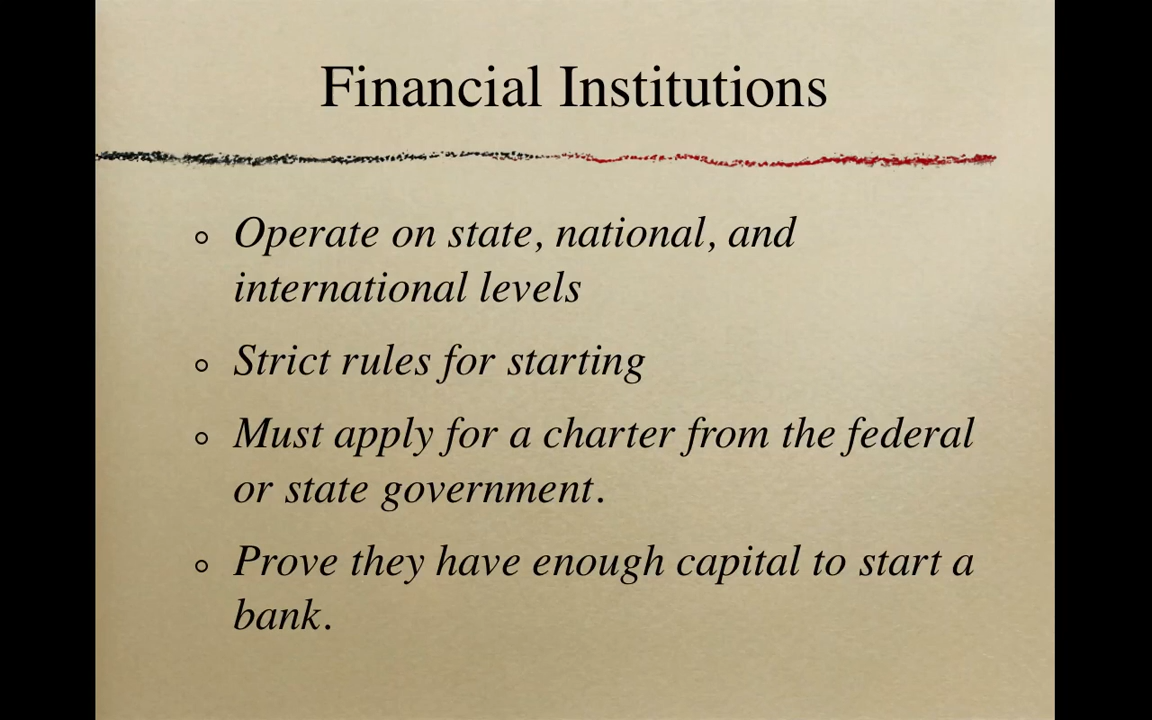 Financial Institutions
Operate on state, national, and
international levels
Strict rules for starting
Must apply for a charter from the federal
or state government.
Prove they have enough capital to start a
bank.